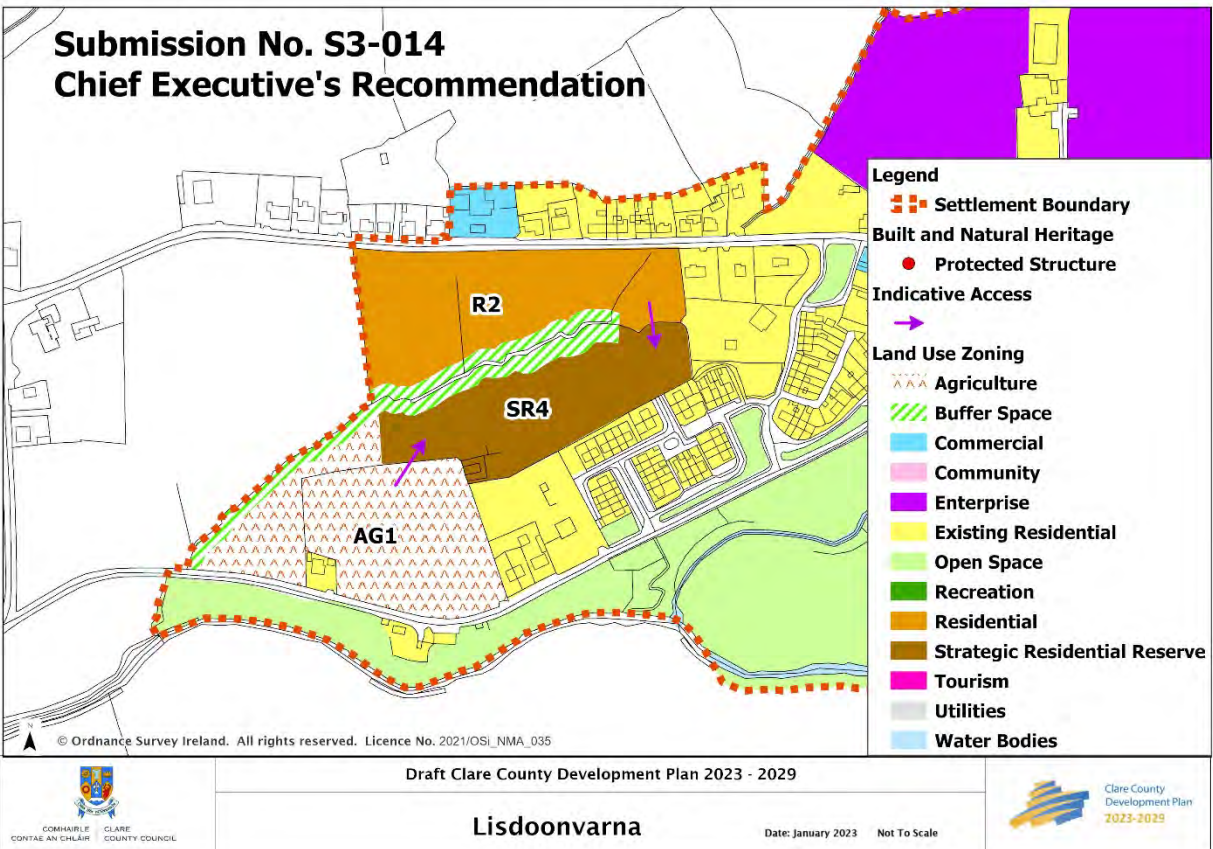 Submission No. S3-014
Chief Executive's Recommendation
Legend
Settlement Boundary
Built and Natural Heritage
Protected Structure
Indicative Access
Land Use Zoning
Agriculture
Buffer Space
Commercial
Community
Enterprise
Existing Residential
Open Space
Recreation
Residential
Strategic Residential Reserve
Tourism
Utilities
Water Bodies
R2
SR4
AG1
N
© Ordnance Survey Ireland. All rights reserved. Licence No. 2021/OSi_NMA_035
Draft Clare County Development Plan 2023 - 2029
Lisdoonvarna
Date: January 2023 Not To Scale
COMHAIRLE CLARE
CONTAE AN CHLÁIR COUNTY COUNCIL
Clare County
Development Plan
2023-2029